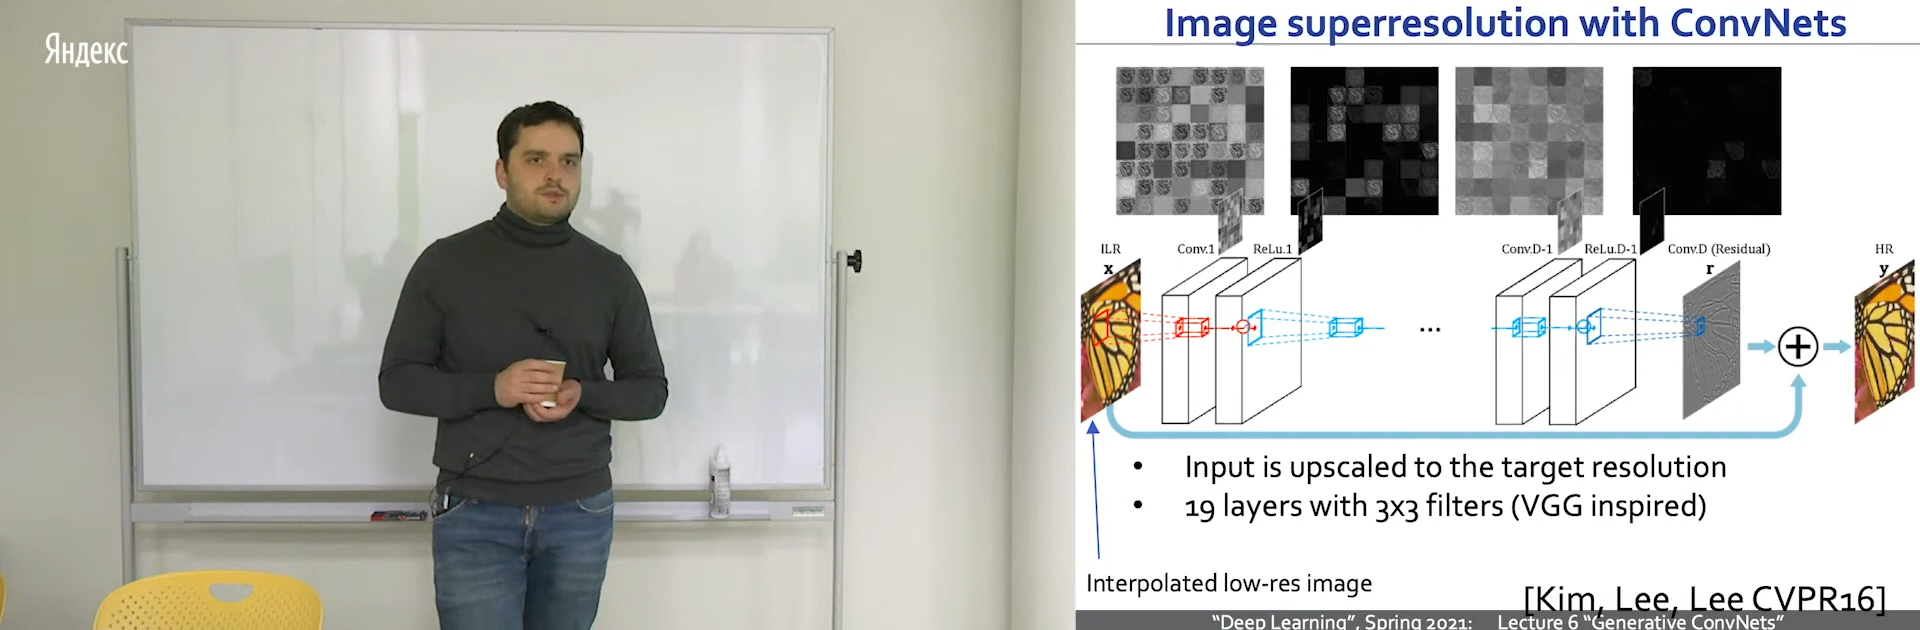 Яндекс
Image superresolution with ConvNets
ILR
x
Conv.1
ReLu.1
Conv.D-1
ReLu.D-1
Conv.D (Residual)
r
HR
y
...
• Input is upscaled to the target resolution
• 19 layers with 3x3 filters (VGG inspired)
Interpolated low-res image
[Kim, Lee, Lee CVPR16]
"Deep Learning", Spring 2021: Lecture 6 "Generative ConvNets"